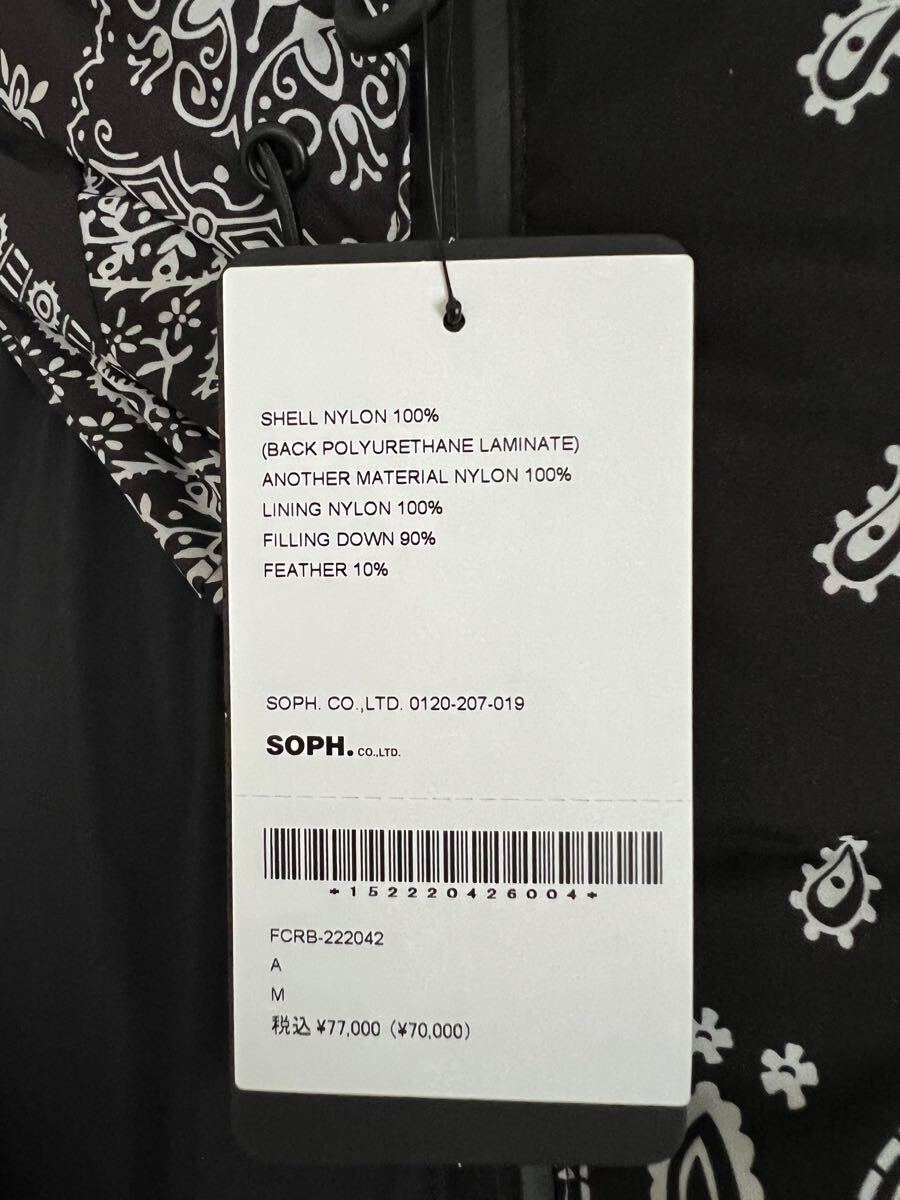 SHELL NYLON 100%
(BACK POLYURETHANE LAMINATE)
ANOTHER MATERIAL NYLON 100%
LINING NYLON 100%
FILLING DOWN 90%
FEATHER 10%
SOPH. CO.,LTD. 0120-207-019
SOPH. CO.,LTD.
*152220426004*
FCRB-222042
A
M
税込 ¥77,000 (¥70,000)